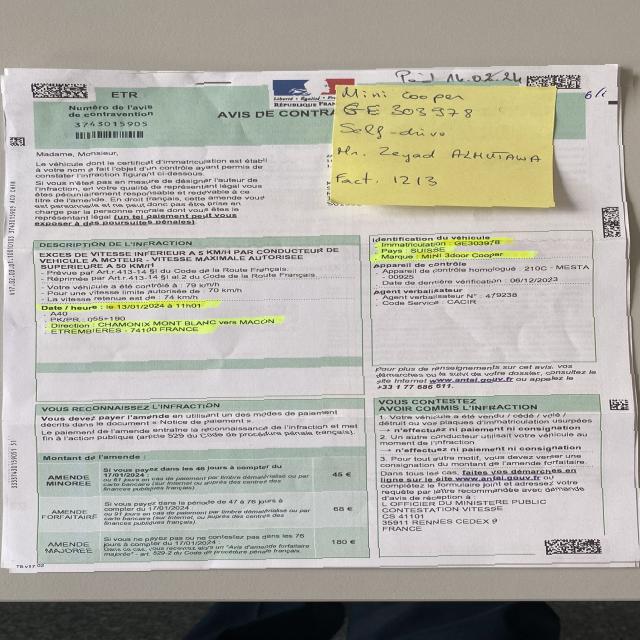 Paid 14.02.24
ETR
Numéro de l'avis
de contravention
3743015905
Liberté • Égalité • Fraternité
RÉPUBLIQUE FRAN
AVIS DE CONTRA
Mini Cooper
GE 303978
Self-drive
Mr. Zeyad ALMUTAWA
Fact. 1213
Madame, Monsieur,
Le véhicule dont le certificat d'immatriculation est établi
à votre nom a fait l'objet d'un contrôle ayant permis de
constater l'infraction figurant ci-dessous.
Si vous n'êtes pas en mesure de désigner l'auteur de
l'infraction, en votre qualité de représentant légal vous
êtes pécuniairement responsable et redevable à ce
titre de l'amende. En droit français, cette amende vous
est personnelle et ne devra donc pas être prise en
charge par la personne morale dont vous êtes le
représentant légal (un tel paiement peut vous
exposer à des poursuites pénales)
DESCRIPTION DE L'INFRACTION
EXCES DE VITESSE INFERIEUR A 5 KM/H PAR CONDUCTEUR DE
VEHICULE A MOTEUR - VITESSE MAXIMALE AUTORISEE
SUPERIEURE A 50 KM/H
- Prévue par Art.r.413-14 §I du Code de la Route Français.
- Réprimée par Art.r.413-14 §I al.2 du Code de la Route Français.
- Votre véhicule a été contrôlé à : 79 km/h
- Pour une vitesse limite autorisée de : 70 km/h
- La vitesse retenue est de : 74 km/h
Date / heure : le 13/01/2024 à 11h01
- A40
- PK/PR : 055+190
- Direction : CHAMONIX MONT BLANC vers MACON
- ETREMBIERES - 74100 FRANCE
Identification du véhicule
- Immatriculation : GE303978
- Pays : SUISSE
- Marque : MINI 3door Cooper
Appareil de contrôle
- Appareil de contrôle homologué : 210C - MESTA
00925
- Date de dernière vérification : 06/12/2023
Agent verbalisateur
- Agent verbalisateur N° : 479238
- Code Service : CACIR
Pour plus de renseignements sur cet avis, vos
démarches ou le suivi de votre dossier, consultez le
site Internet www.antai.gouv.fr ou appelez le
+33 1 77 686 611.
VOUS RECONNAISSEZ L'INFRACTION
Vous devez payer l'amende en utilisant un des modes de paiement
décrits dans le document « Notice de paiement ».
Le paiement de l'amende entraîne la reconnaissance de l'infraction et met
fin à l'action publique (article 529 du Code de procédure pénale français).
Montant de l'amende :
AMENDE
MINOREE
Si vous payez dans les 46 jours à compter du
17/01/2024
ou 61 jours en cas de paiement par timbre dématérialisé ou par
carte bancaire (sur Internet ou auprès des centres des
finances publiques français).
45 €
AMENDE
FORFAITAIRE
Si vous payez dans la période de 47 à 76 jours à
compter du 17/01/2024 :
ou 91 jours en cas de paiement par timbre dématérialisé ou par
carte bancaire (sur Internet, ou auprès des centres des
finances publiques français).
68 €
AMENDE
MAJOREE
Si vous ne payez pas ou ne contestez pas dans les 76
jours à compter du 17/01/2024 :
Dans ce cas, vous recevrez alors un "Avis d'amende forfaitaire
majorée" - art. 529-2 du Code de procédure pénale français.
180 €
VOUS CONTESTEZ
AVOIR COMMIS L'INFRACTION
1. Votre véhicule a été vendu / cédé / volé /
détruit ou vos plaques d'immatriculation usurpées
→ n'effectuez ni paiement ni consignation
2. Un autre conducteur utilisait votre véhicule au
moment de l'infraction
→ n'effectuez ni paiement ni consignation
3. Pour tout autre motif, vous devez verser une
consignation du montant de l'amende forfaitaire.
Dans tous les cas, faites vos démarches en
ligne sur le site www.antai.gouv.fr ou
complétez le formulaire joint et adressez votre
requête par lettre recommandée avec demande
d'avis de réception à
L'OFFICIER DU MINISTERE PUBLIC
CONTESTATION VITESSE
CS 41101
35911 RENNES CEDEX 9
FRANCE